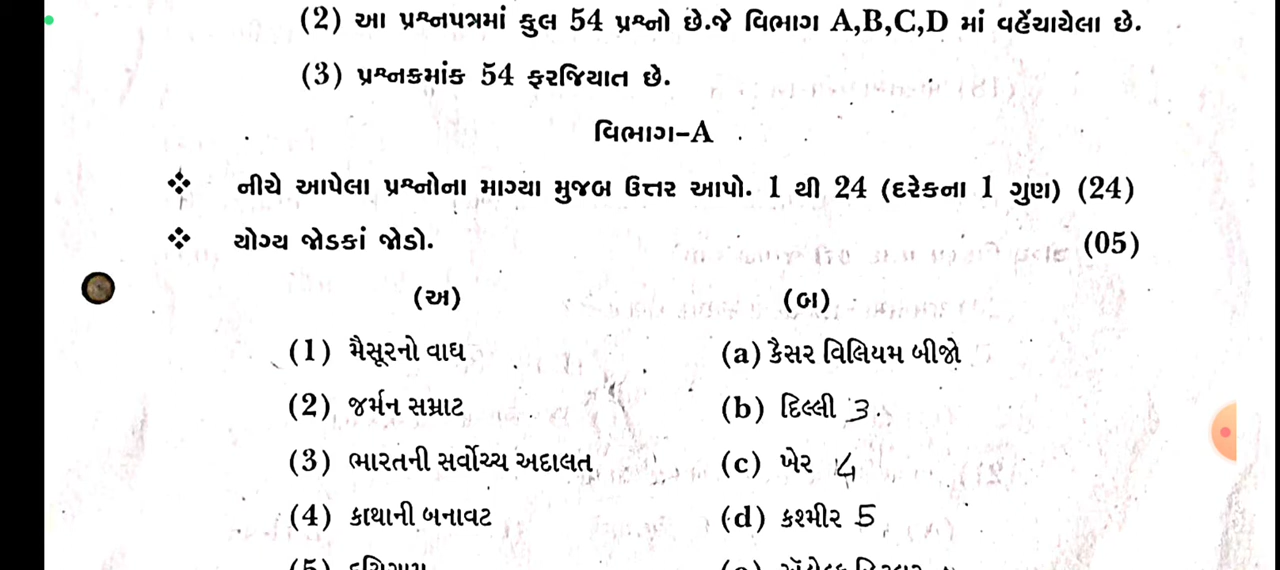 (2) આ પ્રશ્નપત્રમાં કુલ 54 પ્રશ્નો છે.જે વિભાગ A,B,C,D માં વહેંચાયેલા છે.
(3) પ્રશ્નક્રમાંક 54 ફરજિયાત છે.
વિભાગ–A
❖ નીચે આપેલા પ્રશ્નોના માગ્યા મુજબ ઉત્તર આપો. 1 થી 24 (દરેકના 1 ગુણ) (24)
❖ યોગ્ય જોડકાં જોડો. (05)
(અ) (બ)
(1) મૈસૂરનો વાઘ (a) કૈસર વિલિયમ બીજો
(2) જર્મન સમ્રાટ (b) દિલ્લી 3.
(3) ભારતની સર્વોચ્ચ અદાલત (c) ખેર 4
(4) કાથાની બનાવટ (d) કશ્મીર 5